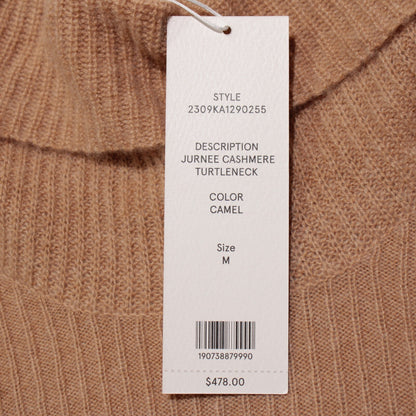 STYLE
2309KA1290255
DESCRIPTION
JURNEE CASHMERE
TURTLENECK
COLOR
CAMEL
Size
M
190738879990
$478.00